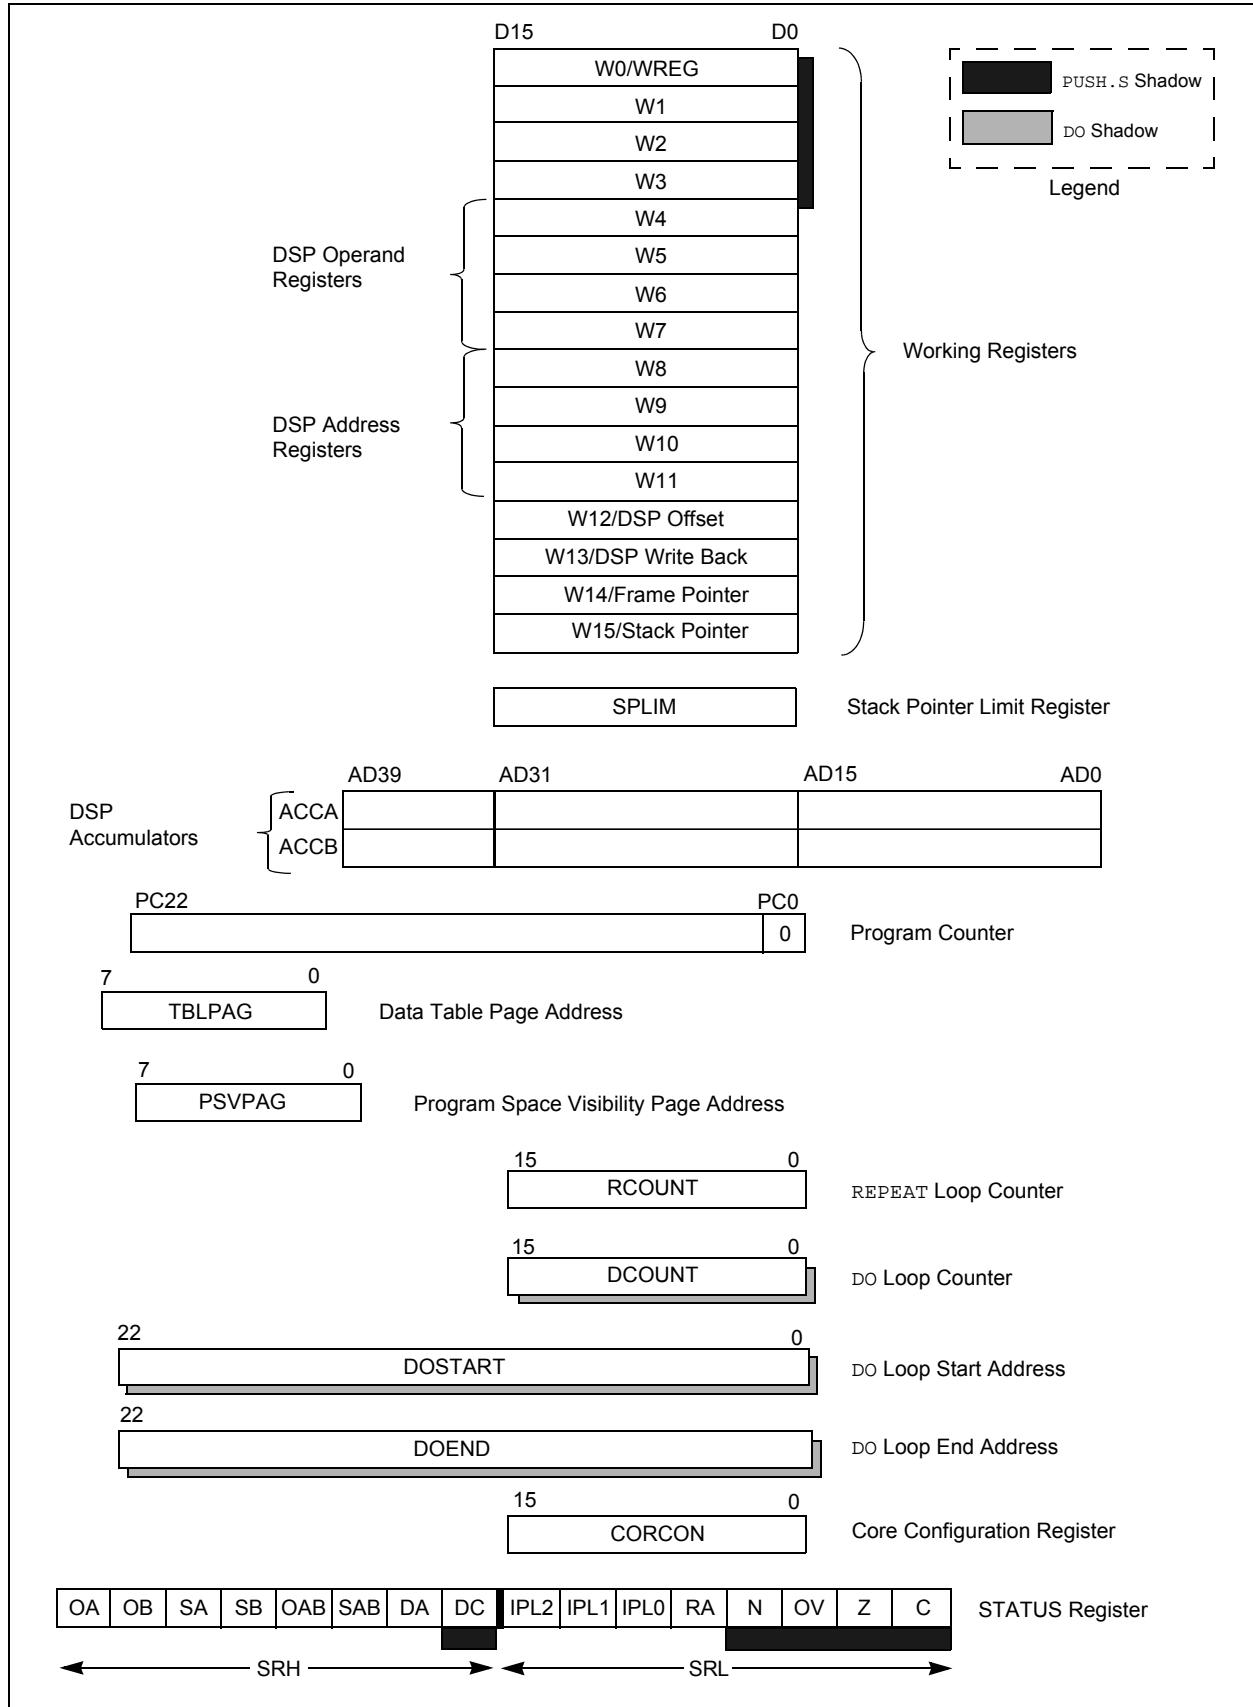 D15 D0
W0/WREG
W1
W2
W3
W4
W5
W6
W7
W8
W9
W10
W11
W12/DSP Offset
W13/DSP Write Back
W14/Frame Pointer
W15/Stack Pointer
PUSH.S Shadow
DO Shadow
Legend
DSP Operand
Registers
DSP Address
Registers
Working Registers
SPLIM Stack Pointer Limit Register
AD39 AD31 AD15 AD0
DSP
Accumulators
ACCA
ACCB
PC22 PC0
0 Program Counter
7 0
TBLPAG Data Table Page Address
7 0
PSVPAG Program Space Visibility Page Address
15 0
RCOUNT REPEAT Loop Counter
15 0
DCOUNT DO Loop Counter
22 0
DOSTART DO Loop Start Address
22
DOEND DO Loop End Address
15 0
CORCON Core Configuration Register
OA OB SA SB OAB SAB DA DC IPL2 IPL1 IPL0 RA N OV Z C STATUS Register
SRH SRL